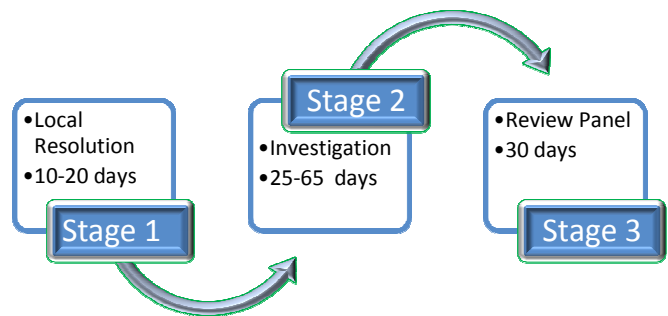 •Local
Resolution
•10-20 days
Stage 1
Stage 2
•Investigation
•25-65 days
•Review Panel
•30 days
Stage 3